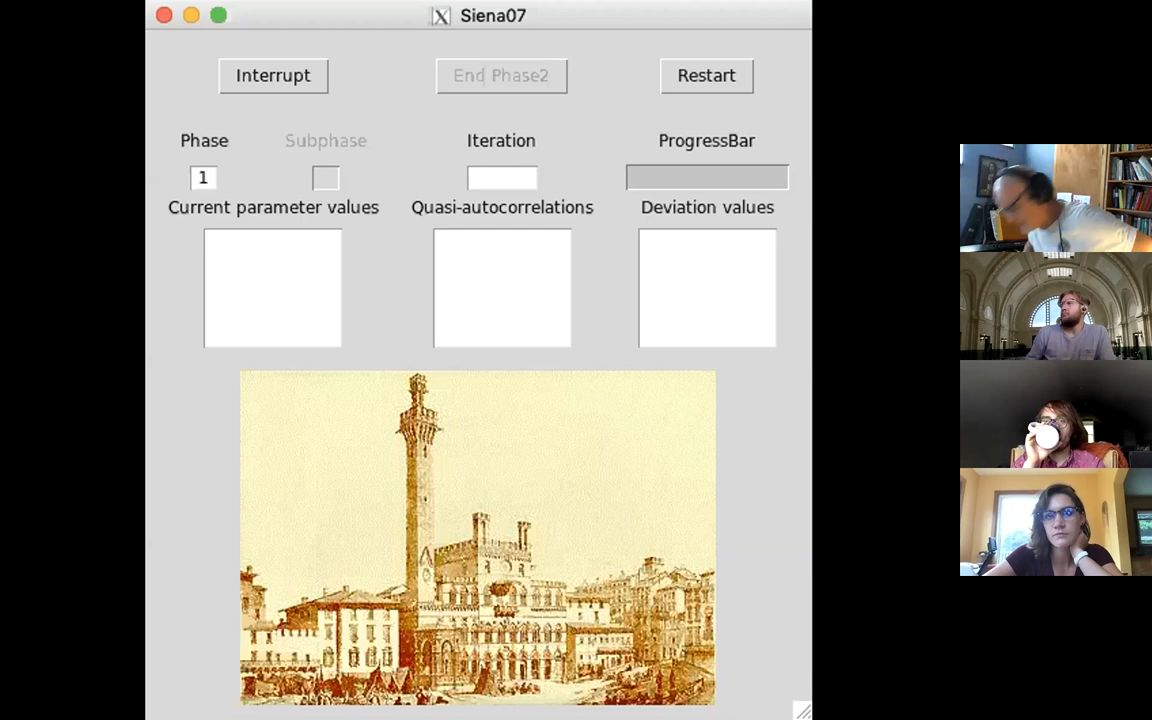 Siena07
Interrupt
End Phase2
Restart
Phase
Subphase
Iteration
ProgressBar
1
Current parameter values
Quasi-autocorrelations
Deviation values